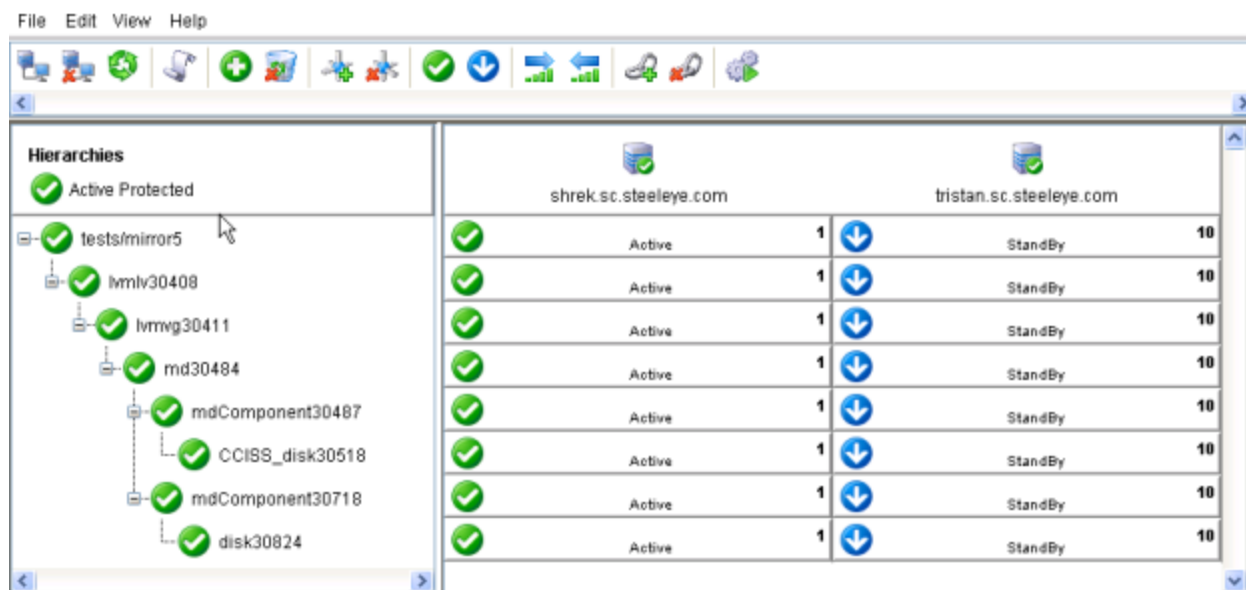 File Edit View Help
Hierarchies
Active Protected
shrek.sc.steeleye.com tristan.sc.steeleye.com
tests/mirror5 Active 1 StandBy 10
lvmlv30408 Active 1 StandBy 10
lvmvg30411 Active 1 StandBy 10
md30484 Active 1 StandBy 10
mdComponent30487 Active 1 StandBy 10
CCISS_disk30518 Active 1 StandBy 10
mdComponent30718 Active 1 StandBy 10
disk30824 Active 1 StandBy 10